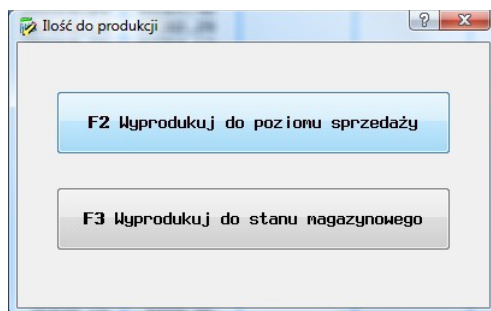 Ilość do produkcji
F2 Wyprodukuj do poziomu sprzedaży
F3 Wyprodukuj do stanu magazynowego